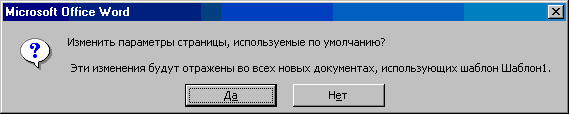 Microsoft Office Word
Изменить параметры страницы, используемые по умолчанию?
Эти изменения будут отражены во всех новых документах, использующих шаблон Шаблон1.
Да
Нет